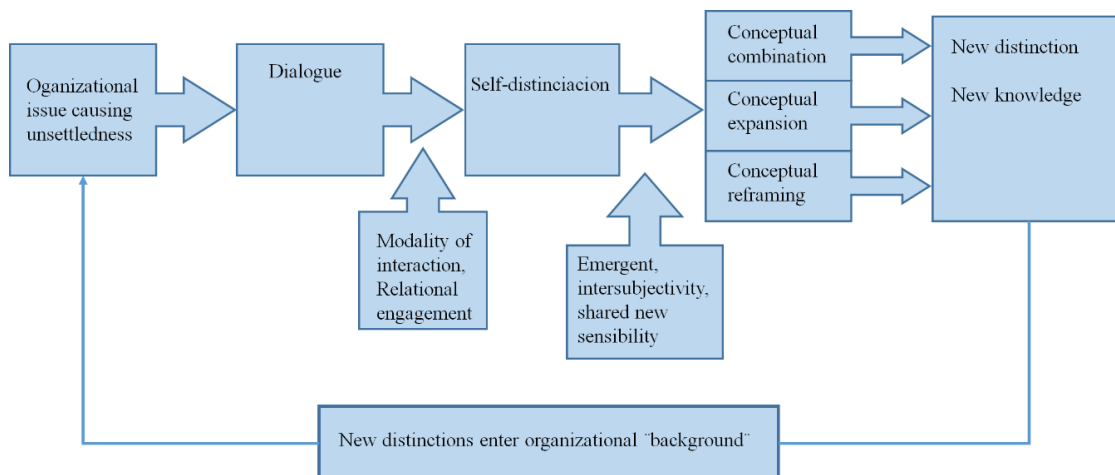 Oganizational
issue causing
unsettledness
Dialogue
Self-distinciacion
Conceptual
combination
Conceptual
expansion
Conceptual
reframing
New distinction
New knowledge
Modality of
interaction,
Relational
engagement
Emergent,
intersubjectivity,
shared new
sensibility
New distinctions enter organizational ¨background¨